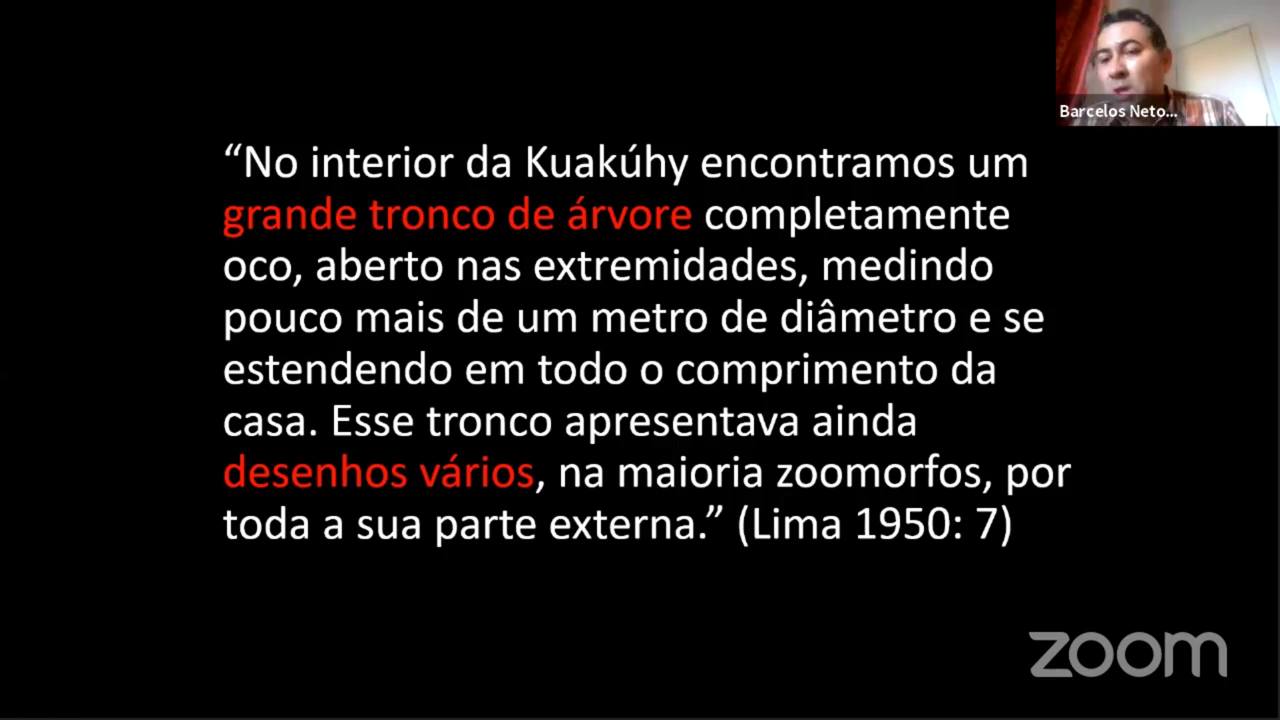 Barcelos Neto...
“No interior da Kuakúhy encontramos um
grande tronco de árvore completamente
oco, aberto nas extremidades, medindo
pouco mais de um metro de diâmetro e se
estendendo em todo o comprimento da
casa. Esse tronco apresentava ainda
desenhos vários, na maioria zoomorfos, por
toda a sua parte externa.” (Lima 1950: 7)
zoom